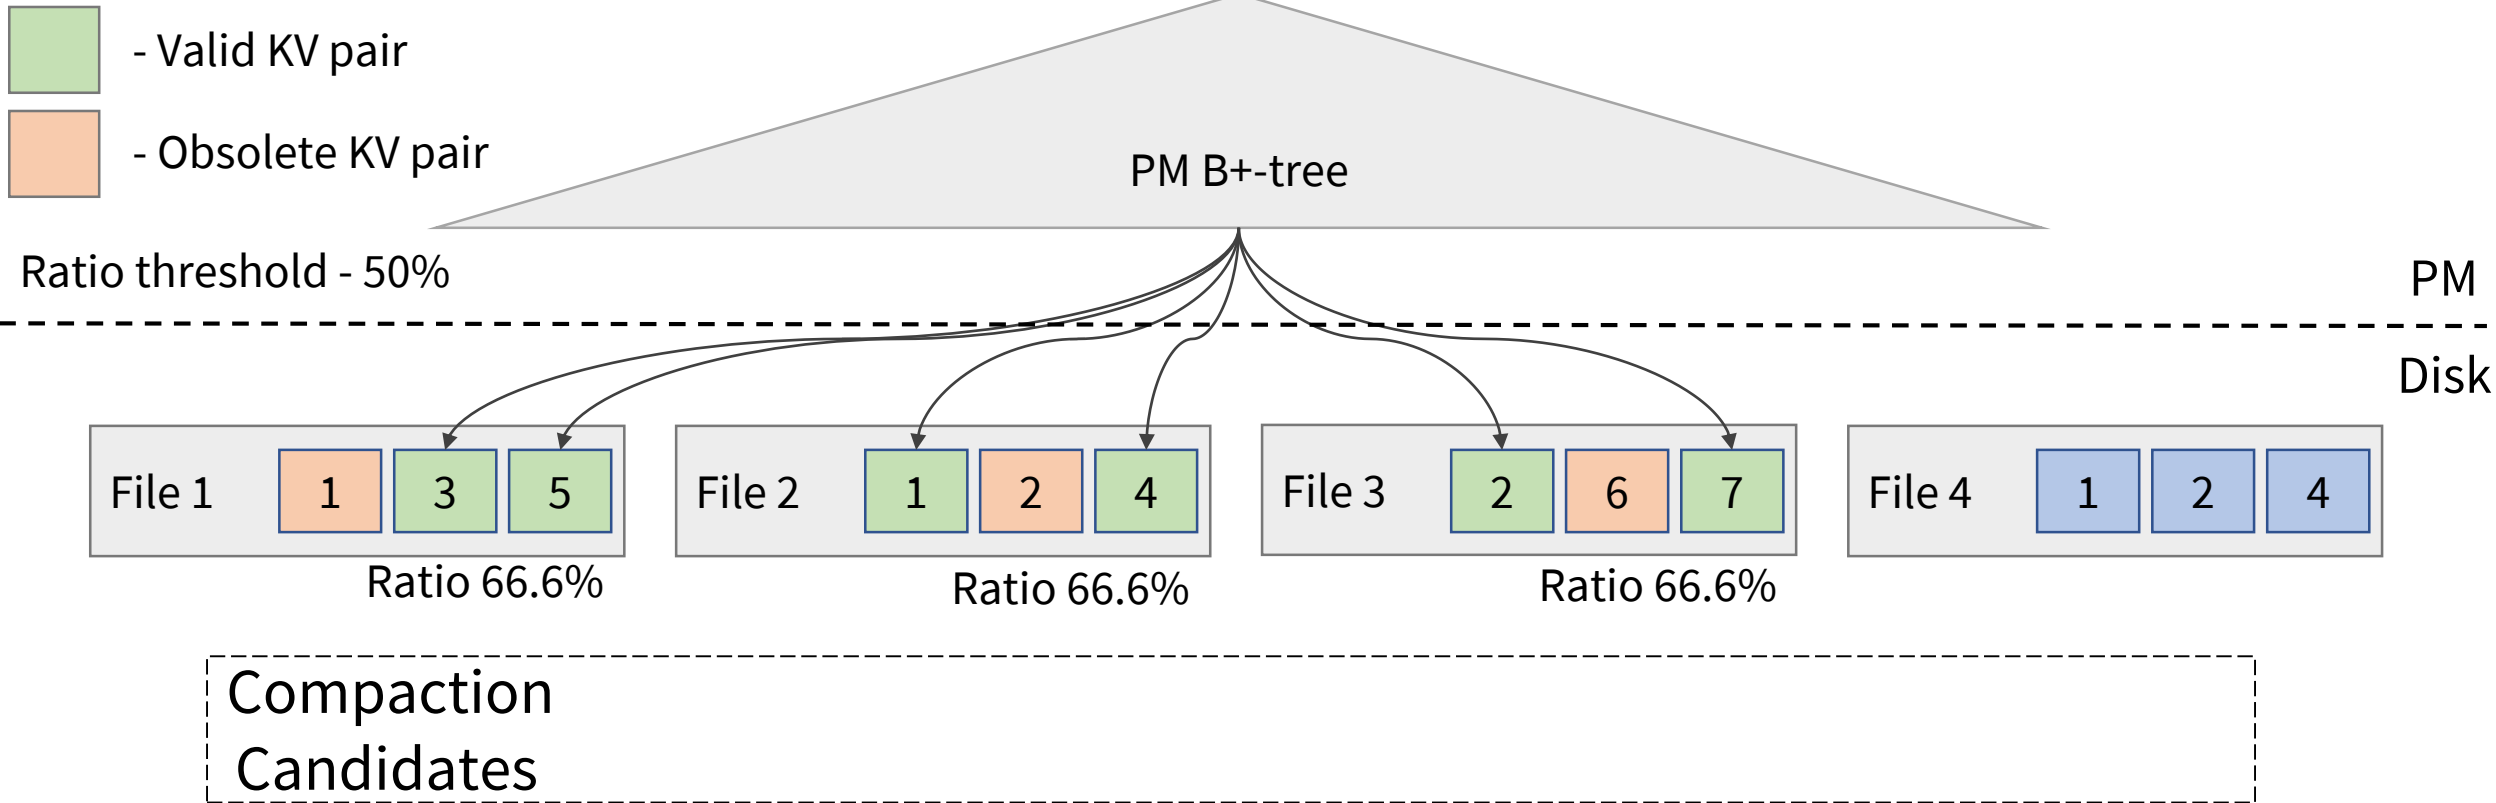 - Valid KV pair
- Obsolete KV pair
PM B+-tree
Ratio threshold - 50%
PM
Disk
File 1 1 3 5
File 2 1 2 4
File 3 2 6 7
File 4 1 2 4
Ratio 66.6%
Ratio 66.6%
Ratio 66.6%
Compaction
Candidates